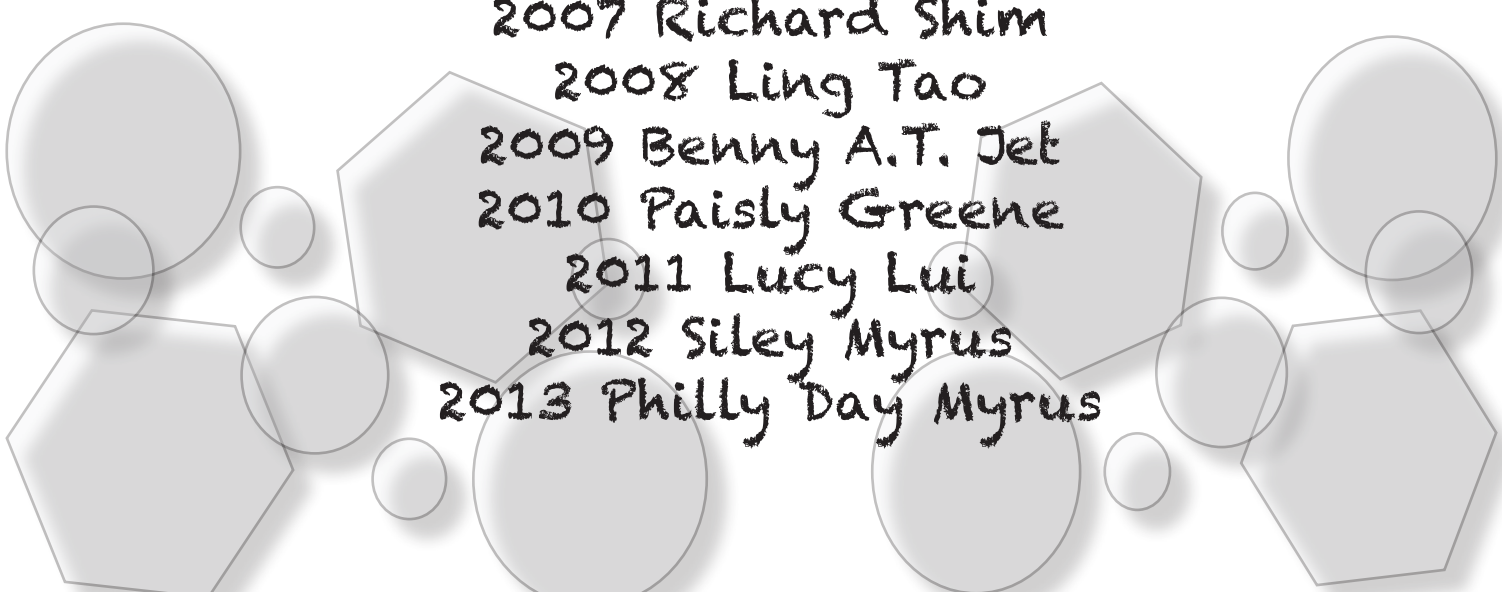 2007 Richard Shim
2008 Ling Tao
2009 Benny A.T. Jet
2010 Paisly Greene
2011 Lucy Lui
2012 Siley Myrus
2013 Philly Day Myrus